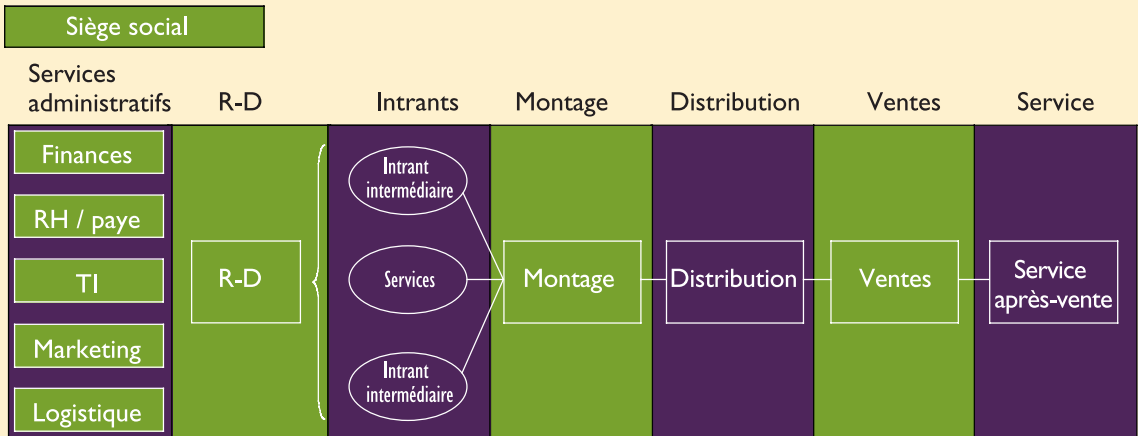 Siège social
Services
administratifs
R-D
Intrants
Montage
Distribution
Ventes
Service
Finances
RH / paye
TI
Marketing
Logistique
R-D
Intrant
intermédiaire
Services
Intrant
intermédiaire
Montage
Distribution
Ventes
Service
après-vente